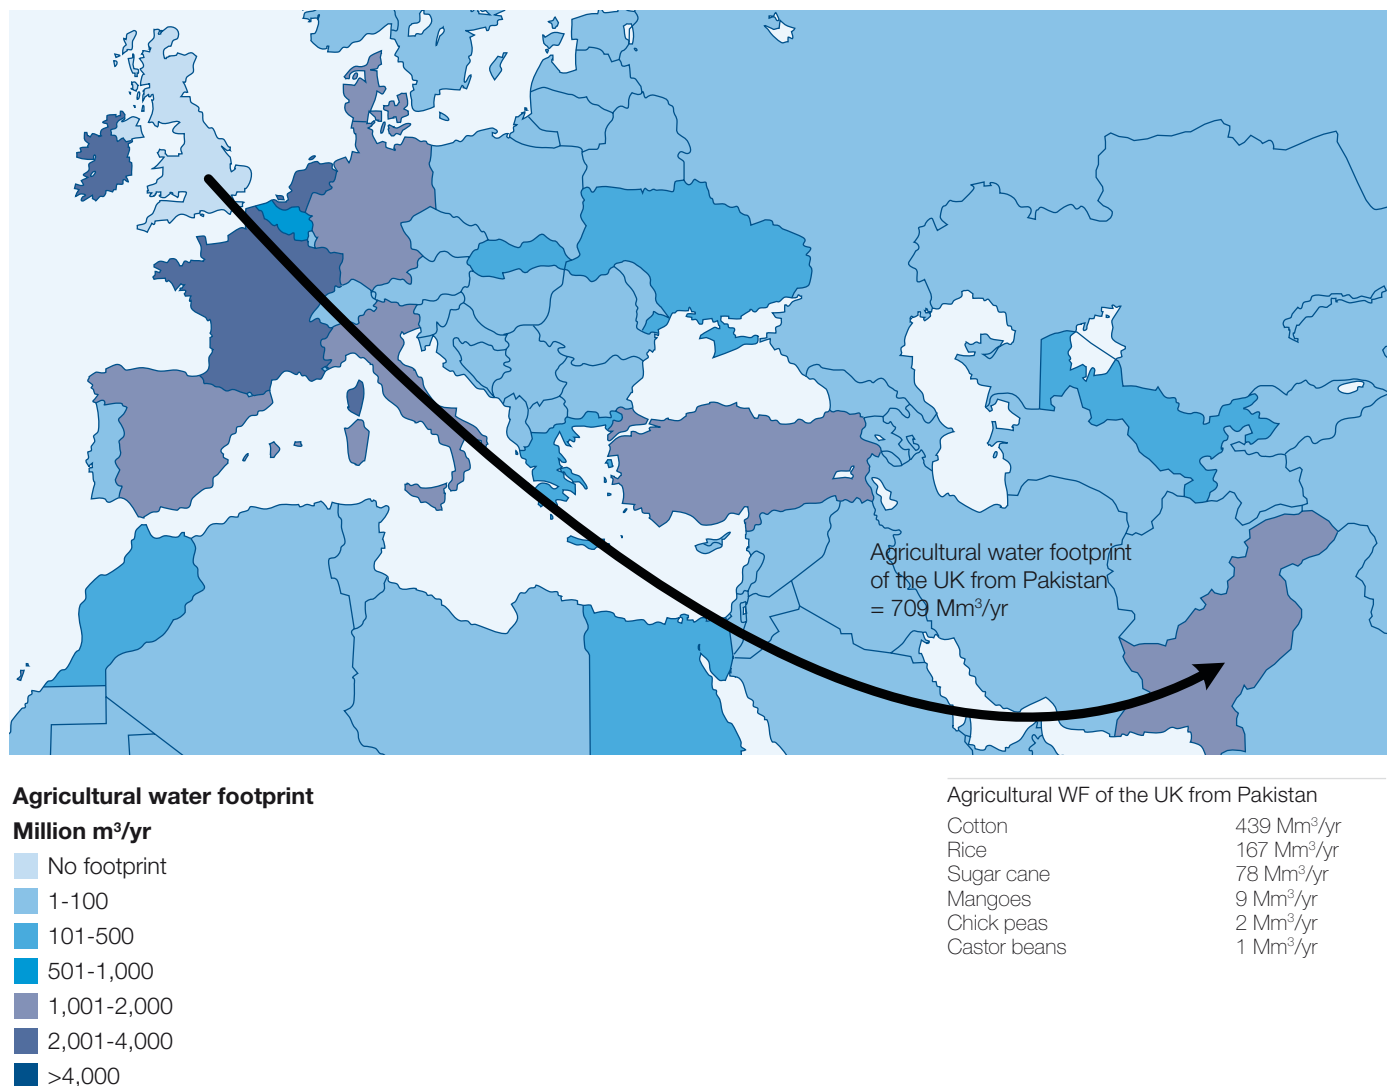 Agricultural water footprint
of the UK from Pakistan
= 709 Mm³/yr
Agricultural water footprint
Million m³/yr
No footprint
1-100
101-500
501-1,000
1,001-2,000
2,001-4,000
>4,000
Agricultural WF of the UK from Pakistan
Cotton 439 Mm³/yr
Rice 167 Mm³/yr
Sugar cane 78 Mm³/yr
Mangoes 9 Mm³/yr
Chick peas 2 Mm³/yr
Castor beans 1 Mm³/yr